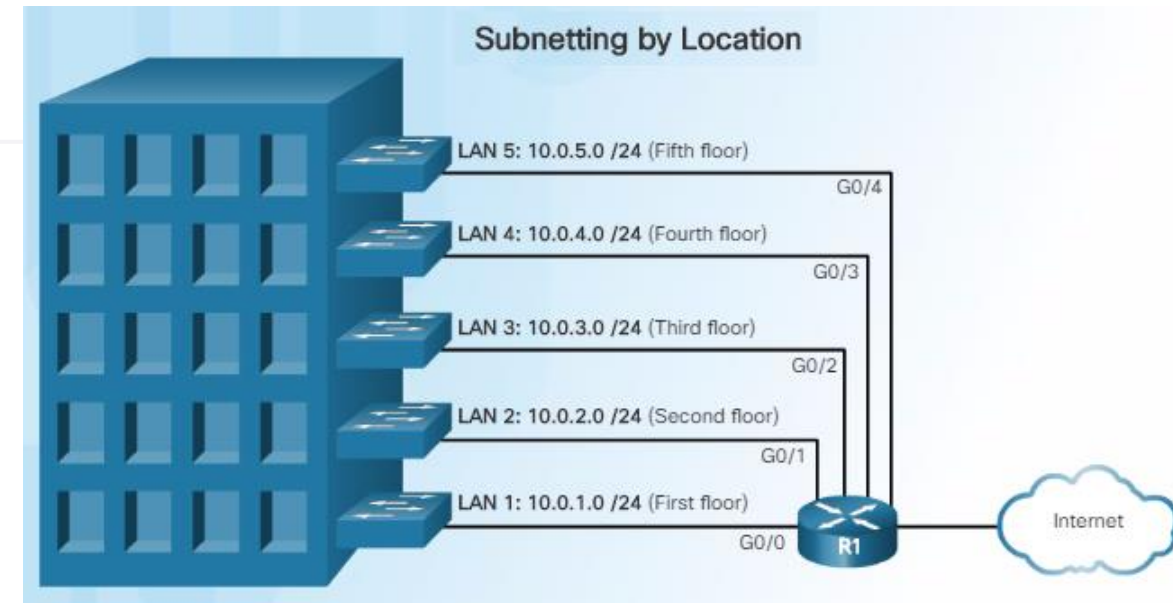 Subnetting by Location
LAN 5: 10.0.5.0 /24 (Fifth floor)
G0/4
LAN 4: 10.0.4.0 /24 (Fourth floor)
G0/3
LAN 3: 10.0.3.0 /24 (Third floor)
G0/2
LAN 2: 10.0.2.0 /24 (Second floor)
G0/1
LAN 1: 10.0.1.0 /24 (First floor)
G0/0
R1
Internet